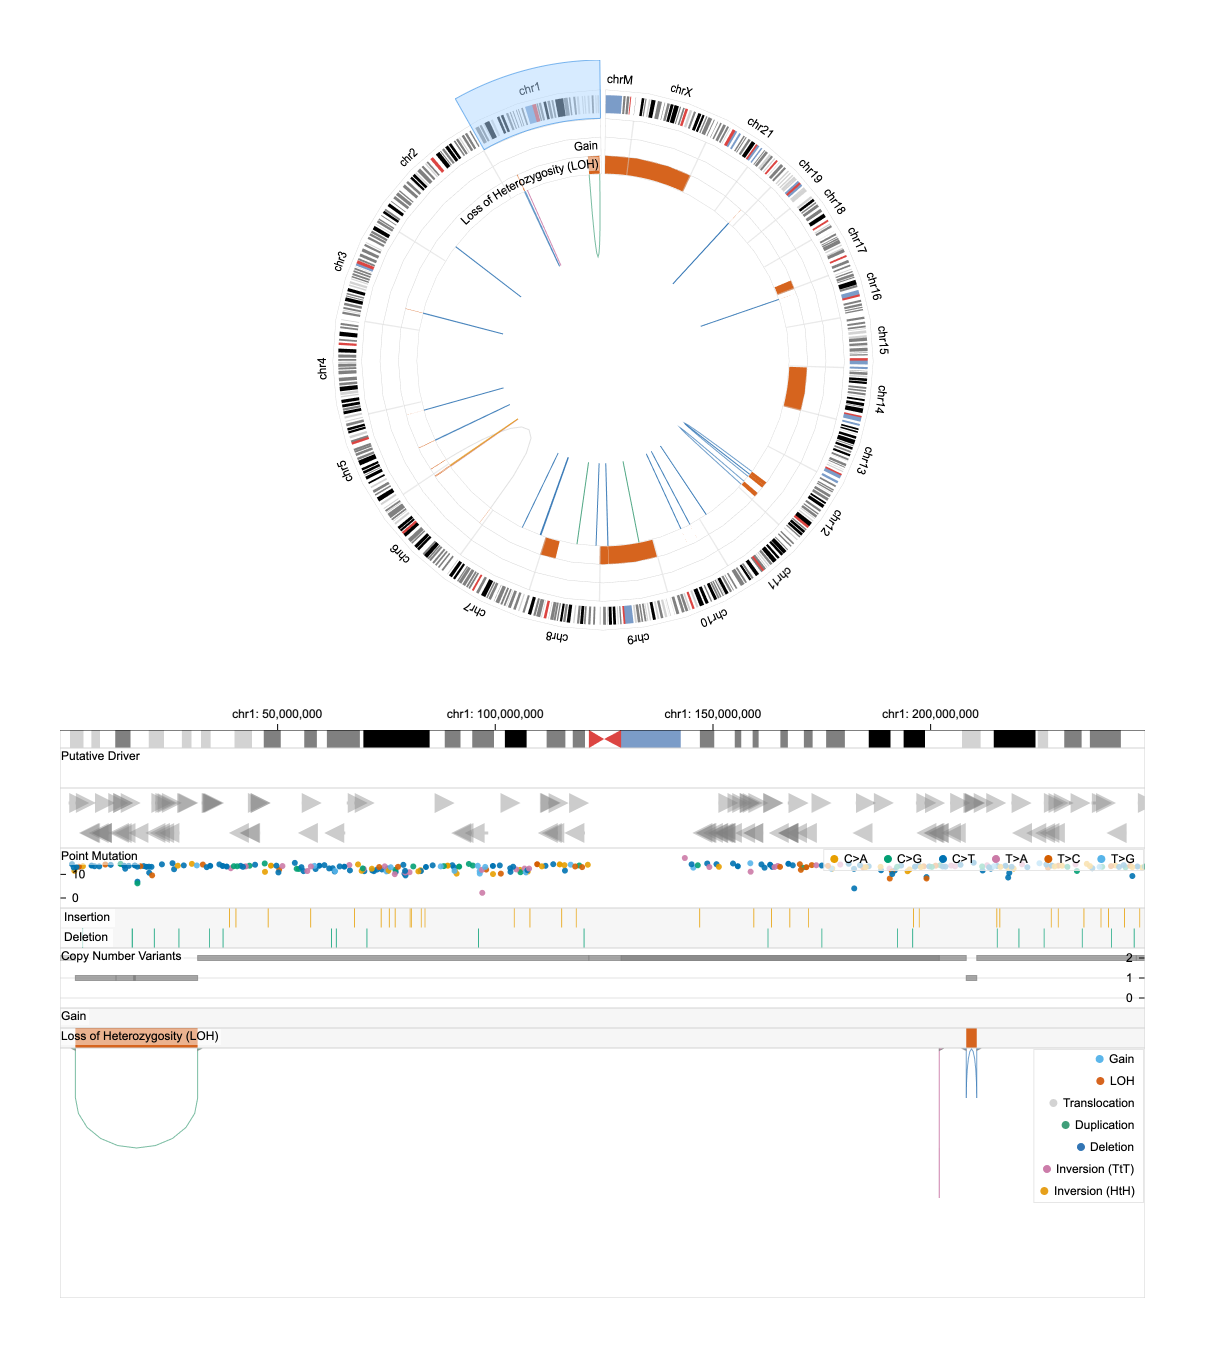 chrM
chrX
chr1
chr21
chr2
chr19
chr18
Gain
Loss of Heterozygosity (LOH)
chr17
chr3
chr16
chr15
chr4
chr14
chr5
chr13
chr12
chr6
chr11
chr7
chr10
chr8
chr9
chr1: 50,000,000 chr1: 100,000,000 chr1: 150,000,000 chr1: 200,000,000
Putative Driver
Point Mutation
C>A C>G C>T T>A T>C T>G
10
0
Insertion
Deletion
Copy Number Variants
2
1
0
Gain
Loss of Heterozygosity (LOH)
Gain
LOH
Translocation
Duplication
Deletion
Inversion (TtT)
Inversion (HtH)